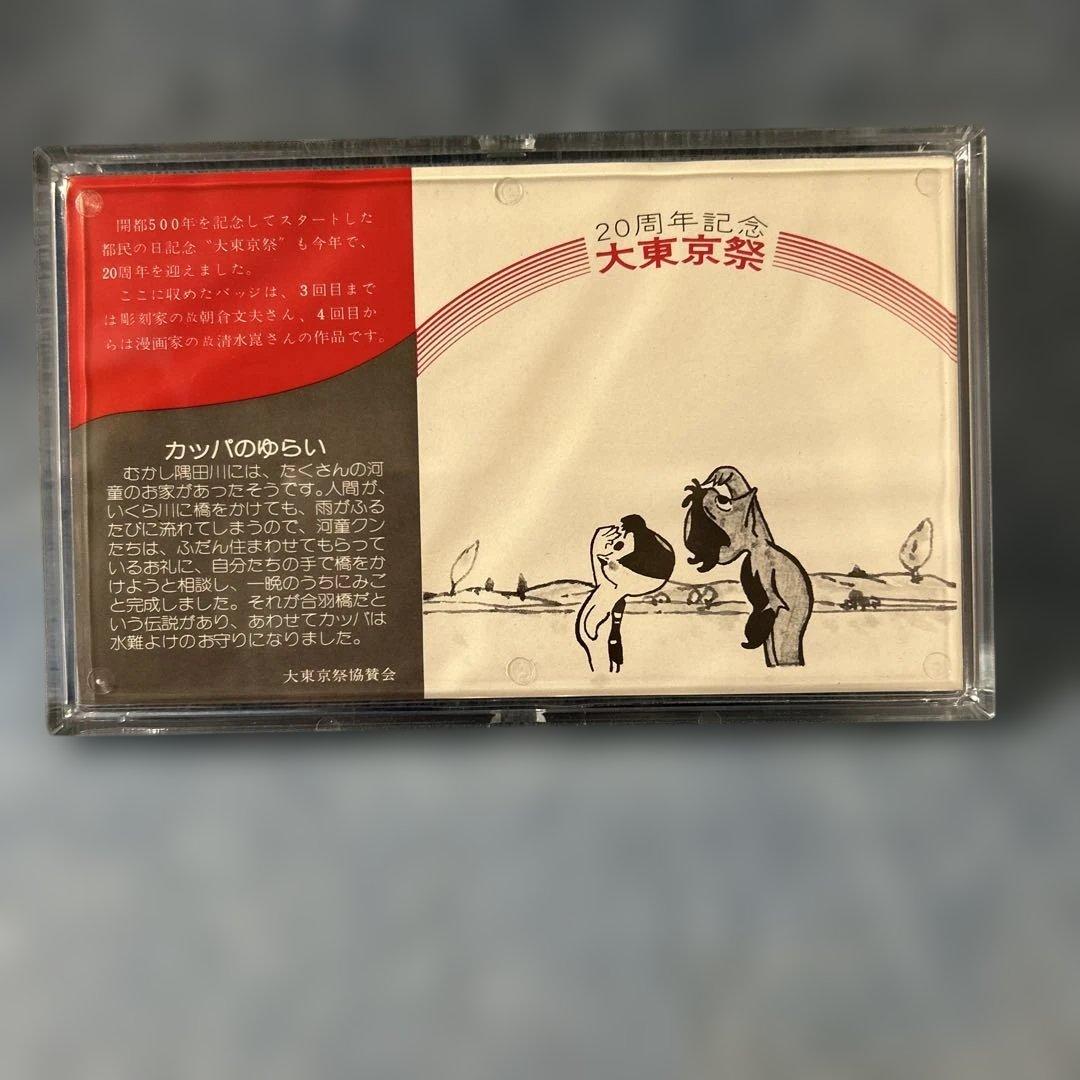 開都500年を記念してスタートした
都民の日記念“大東京祭”も今年で、
20周年を迎えました。
ここに収めたバッジは、3回目まで
は彫刻家の故朝倉文夫さん、4回目か
らは漫画家の故清水崑さんの作品です。
カッパのゆらい
むかし隅田川には、たくさんの河
童のお家があったそうです。人間が、
いくら川に橋をかけても、雨がふる
たびに流れてしまうので、河童クン
たちは、ふだん住まわせてもらって
いるお礼に、自分たちの手で橋をか
けようと相談し、一晩のうちにみご
と完成しました。それが合羽橋だと
いう伝説があり、あわせてカッパは
水難よけのお守りになりました。
大東京祭協賛会
20周年記念
大東京祭